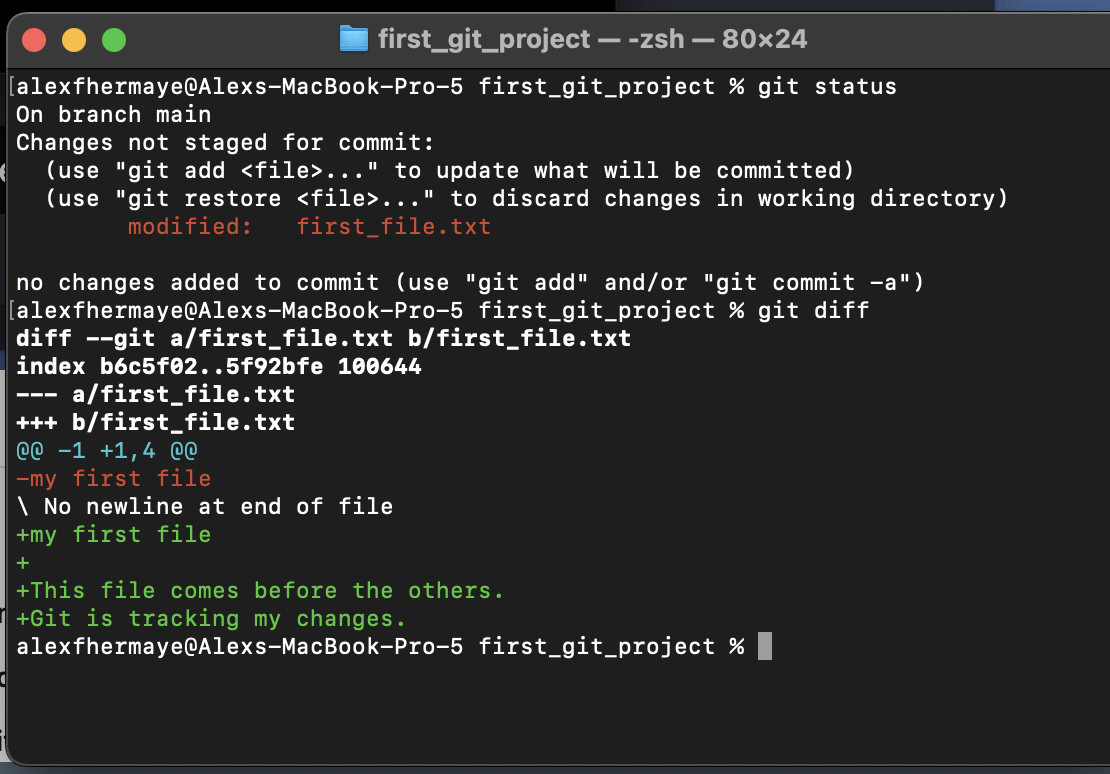 first_git_project — -zsh — 80×24
[alexfhermaye@Alexs-MacBook-Pro-5 first_git_project % git status
On branch main
Changes not staged for commit:
  (use "git add <file>..." to update what will be committed)
  (use "git restore <file>..." to discard changes in working directory)
        modified:   first_file.txt

no changes added to commit (use "git add" and/or "git commit -a")
[alexfhermaye@Alexs-MacBook-Pro-5 first_git_project % git diff
diff --git a/first_file.txt b/first_file.txt
index b6c5f02..5f92bfe 100644
--- a/first_file.txt
+++ b/first_file.txt
@@ -1 +1,4 @@
-my first file
\ No newline at end of file
+my first file
+
+This file comes before the others.
+Git is tracking my changes.
alexfhermaye@Alexs-MacBook-Pro-5 first_git_project %